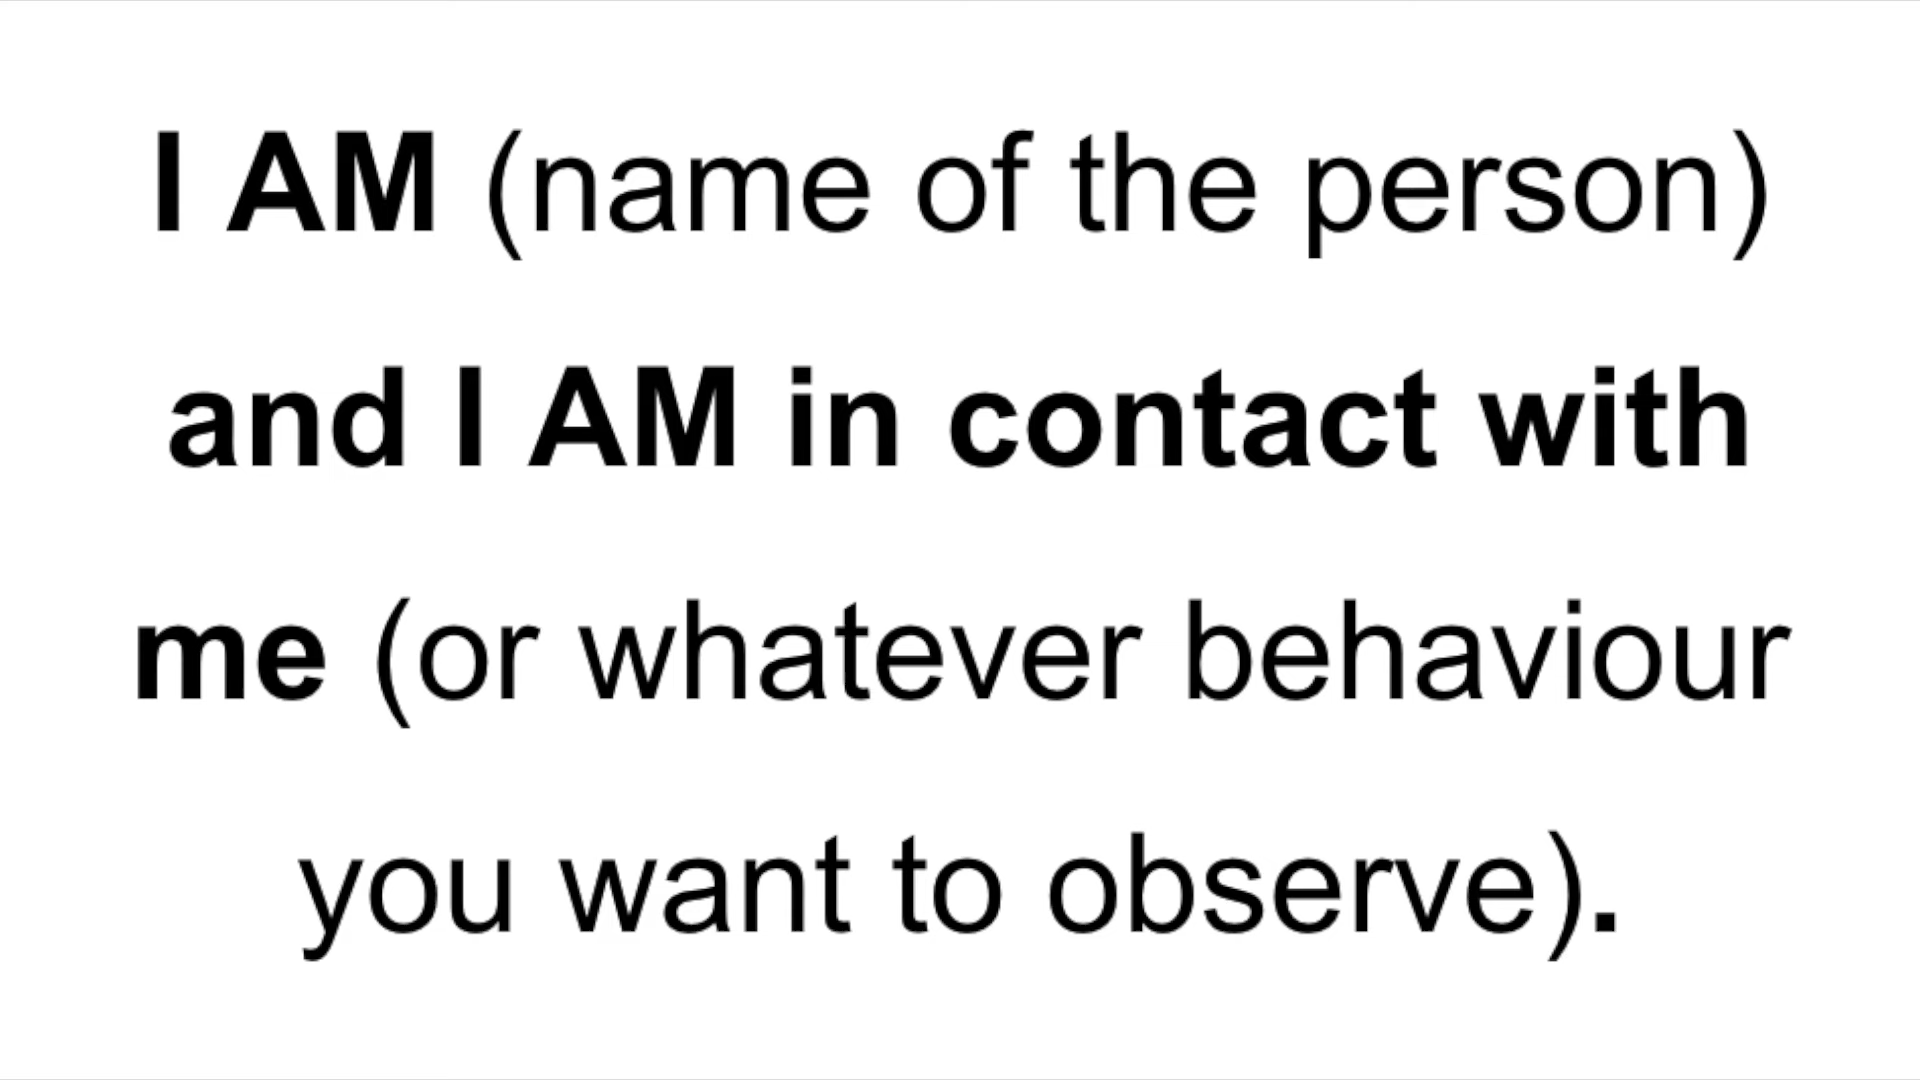 I AM (name of the person)
and I AM in contact with
me (or whatever behaviour
you want to observe).